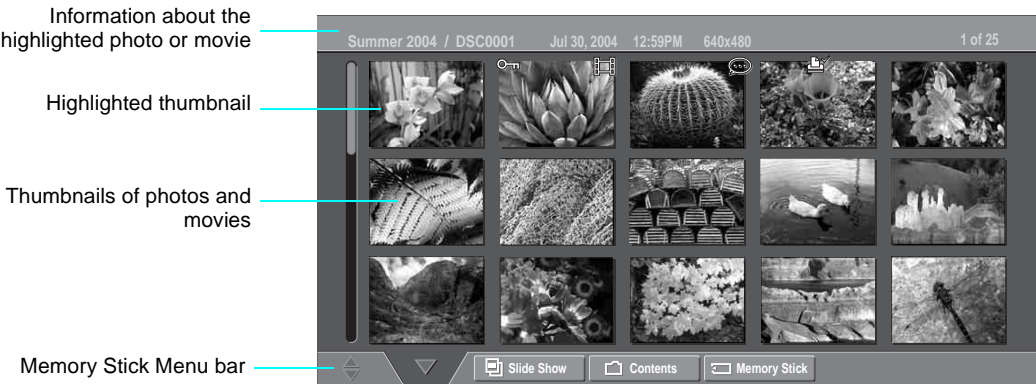 Information about the
highlighted photo or movie
Summer 2004 / DSC0001 Jul 30, 2004 12:59PM 640x480 1 of 25
Highlighted thumbnail
Thumbnails of photos and
movies
Memory Stick Menu bar
Slide Show Contents Memory Stick